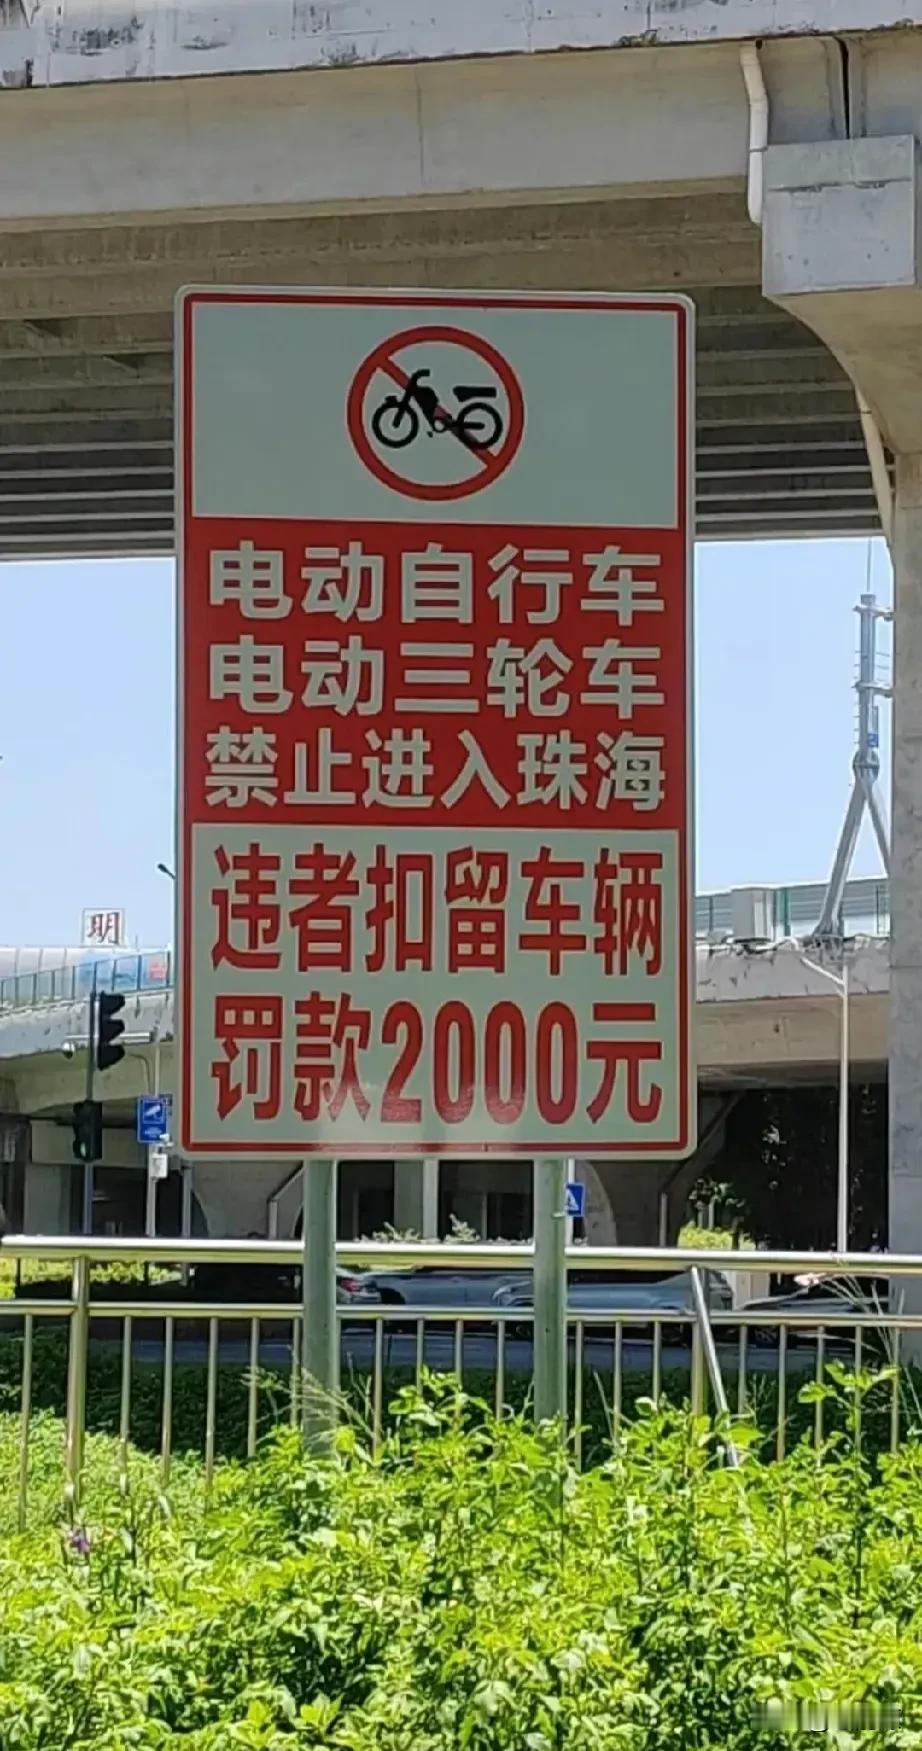 电动自行车
电动三轮车
禁止进入珠海
违者扣留车辆
罚款2000元
明